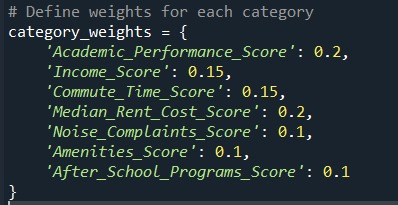 # Define weights for each category
category_weights = {
    'Academic_Performance_Score': 0.2,
    'Income_Score': 0.15,
    'Commute_Time_Score': 0.15,
    'Median_Rent_Cost_Score': 0.2,
    'Noise_Complaints_Score': 0.1,
    'Amenities_Score': 0.1,
    'After_School_Programs_Score': 0.1
}